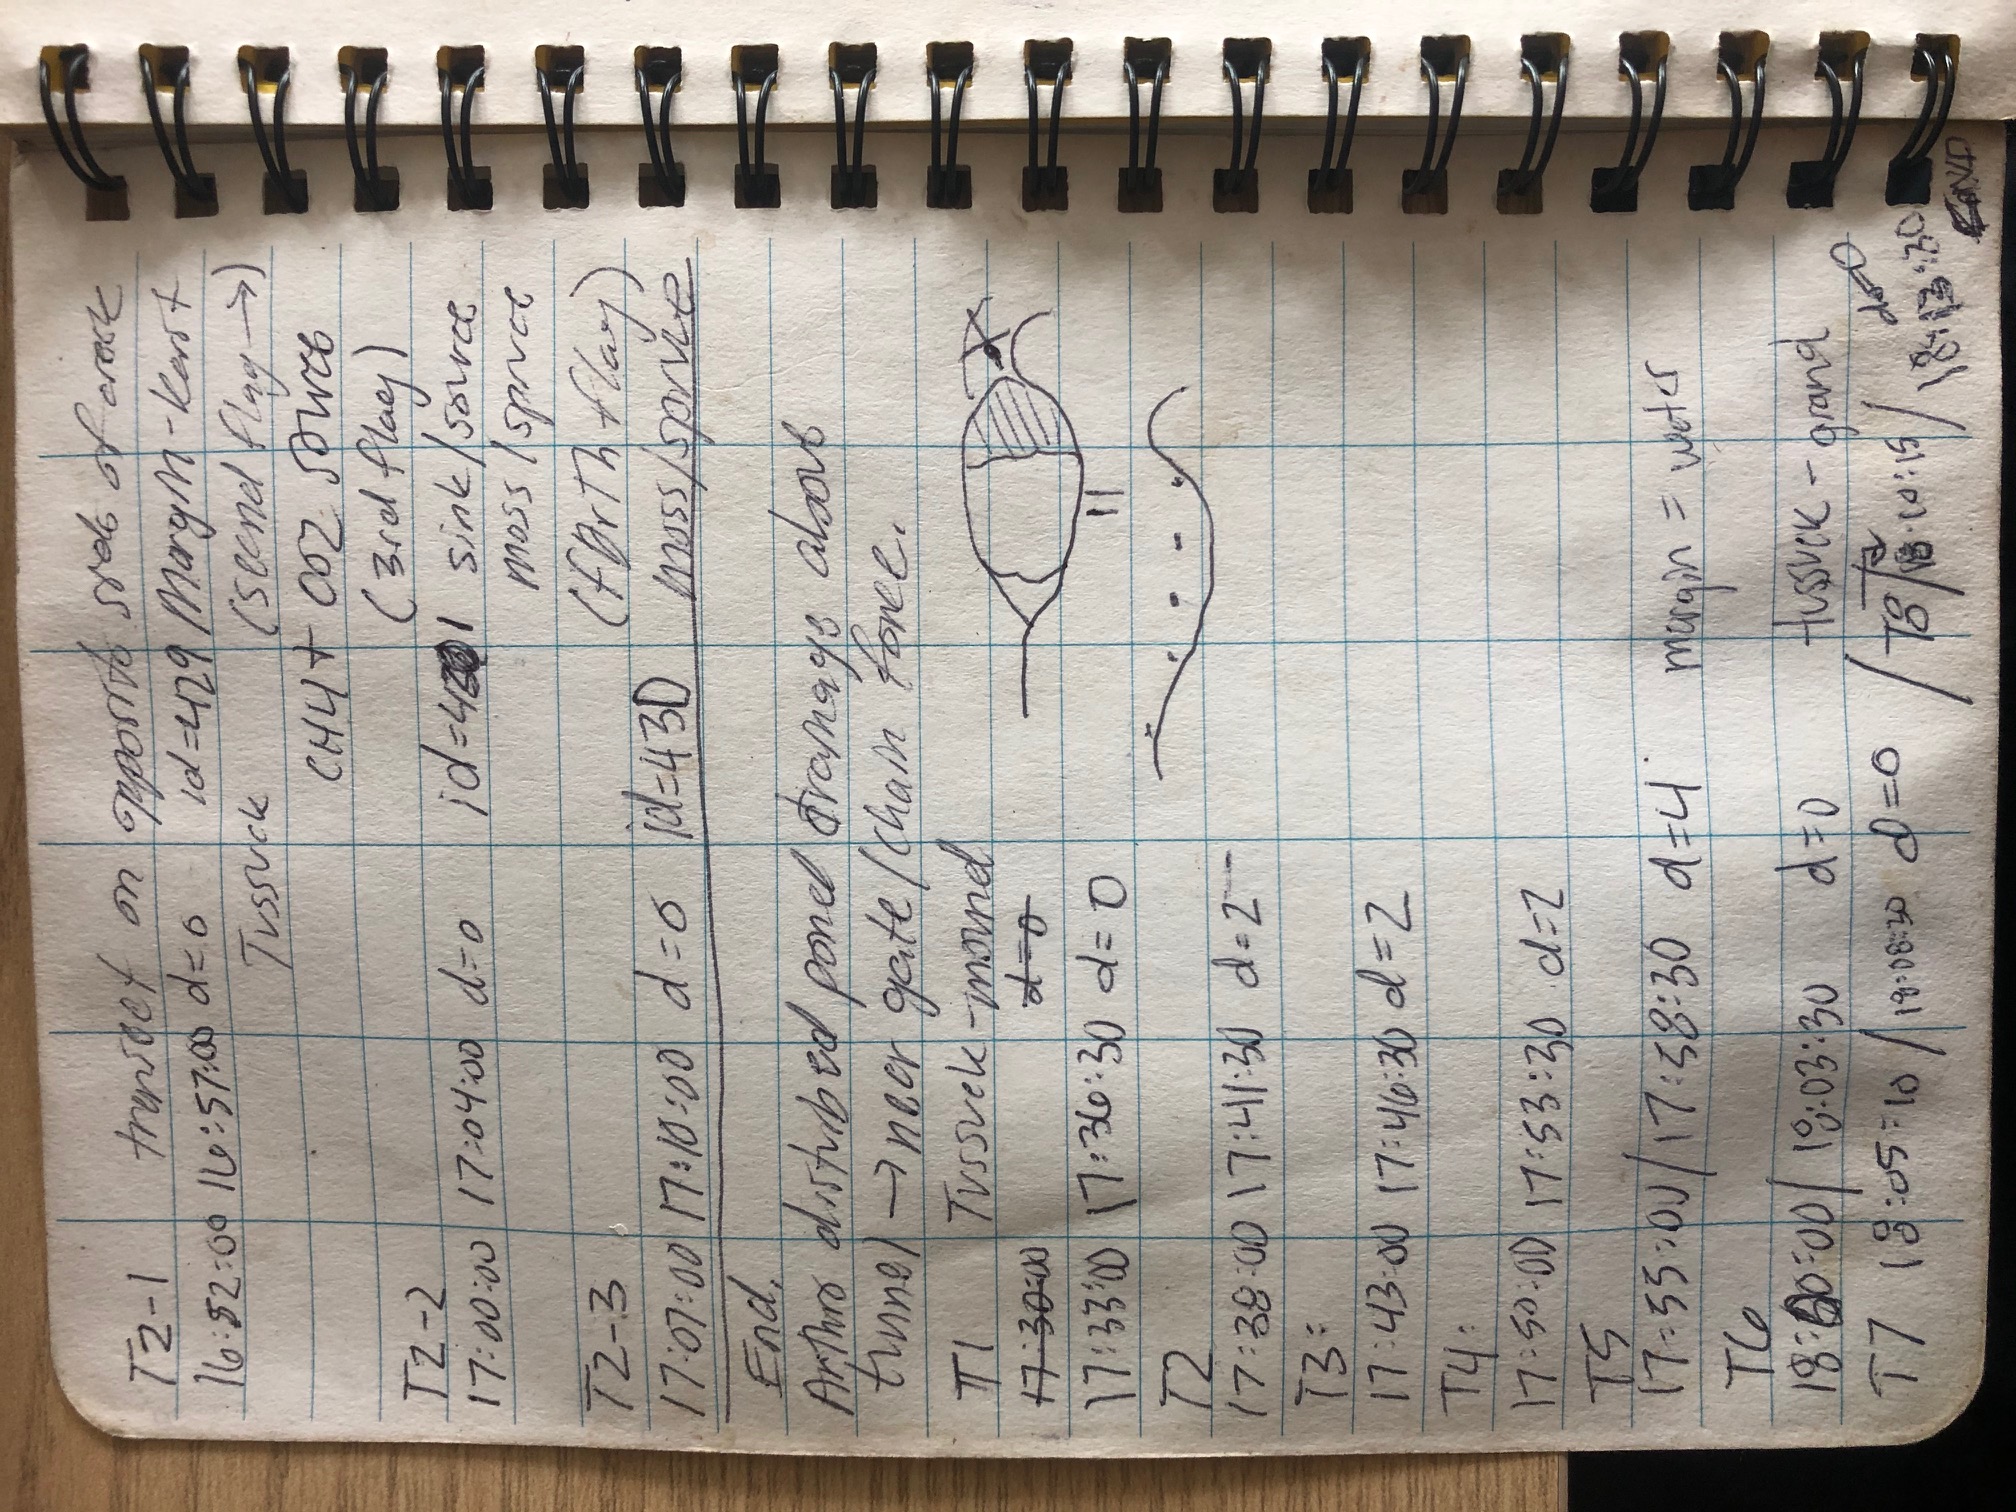 T2-1 transect on opposite side of creek
16:52:00 16:57:00 d=0 id=429 Margin-Karst
Tussuck (second flag →)
CH4 + CO2 source
(3rd flag)
T2-2
17:00:00 17:04:00 d=0 id=431 sink/source
moss/spruce
T2-3 (forth flag)
17:07:00 17:10:00 d=0 id=430 moss/spruce
End.
Arthro disturbed pond drainage above
tunnel → near gate/chain fence.
T1 Tussuck-mound
17:30:00 d=0
17:33:00 17:36:30 d=0
T2
17:38:00 17:41:30 d=2
T3:
17:43:00 17:46:30 d=2
T4:
17:50:00 17:53:30 d=2
T5
17:55:00/17:58:30 d=4 margin = water
T6
18:00:00/18:03:30 d=0 tussuck-grand
T7 18:05:10/18:08:30 d=0 / T8/18:10:15/18:13:30 d=0
END